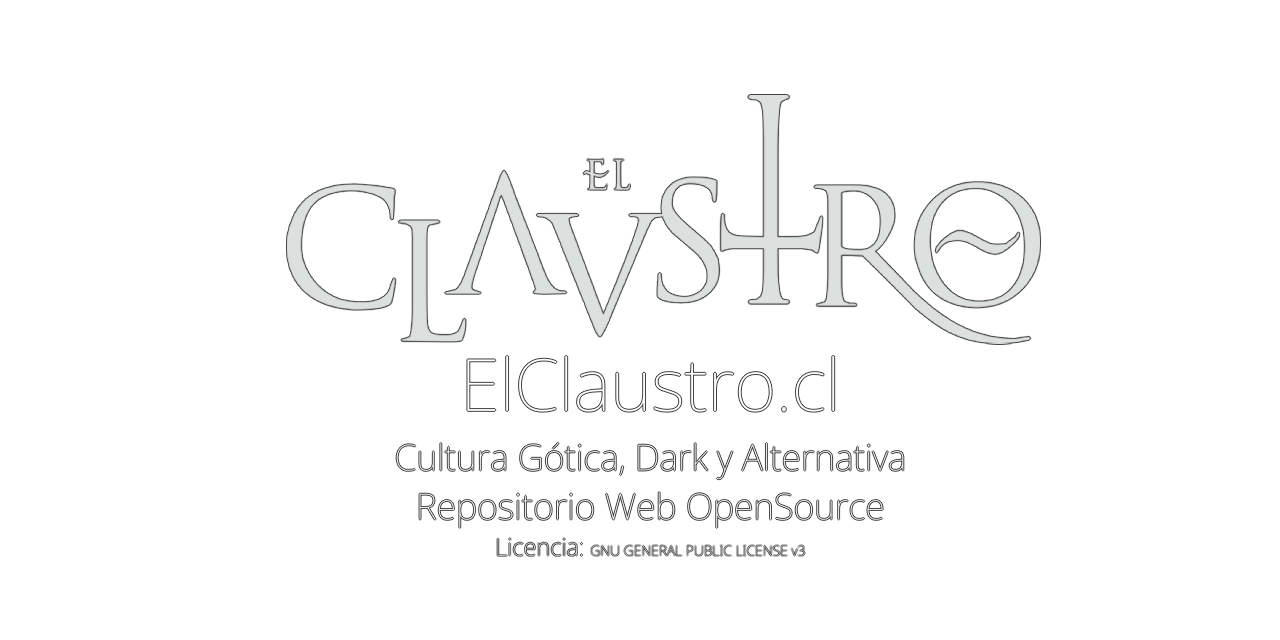 EL
CLAVSTRO
ElClaustro.cl
Cultura Gótica, Dark y Alternativa
Repositorio Web OpenSource
Licencia: GNU GENERAL PUBLIC LICENSE v3